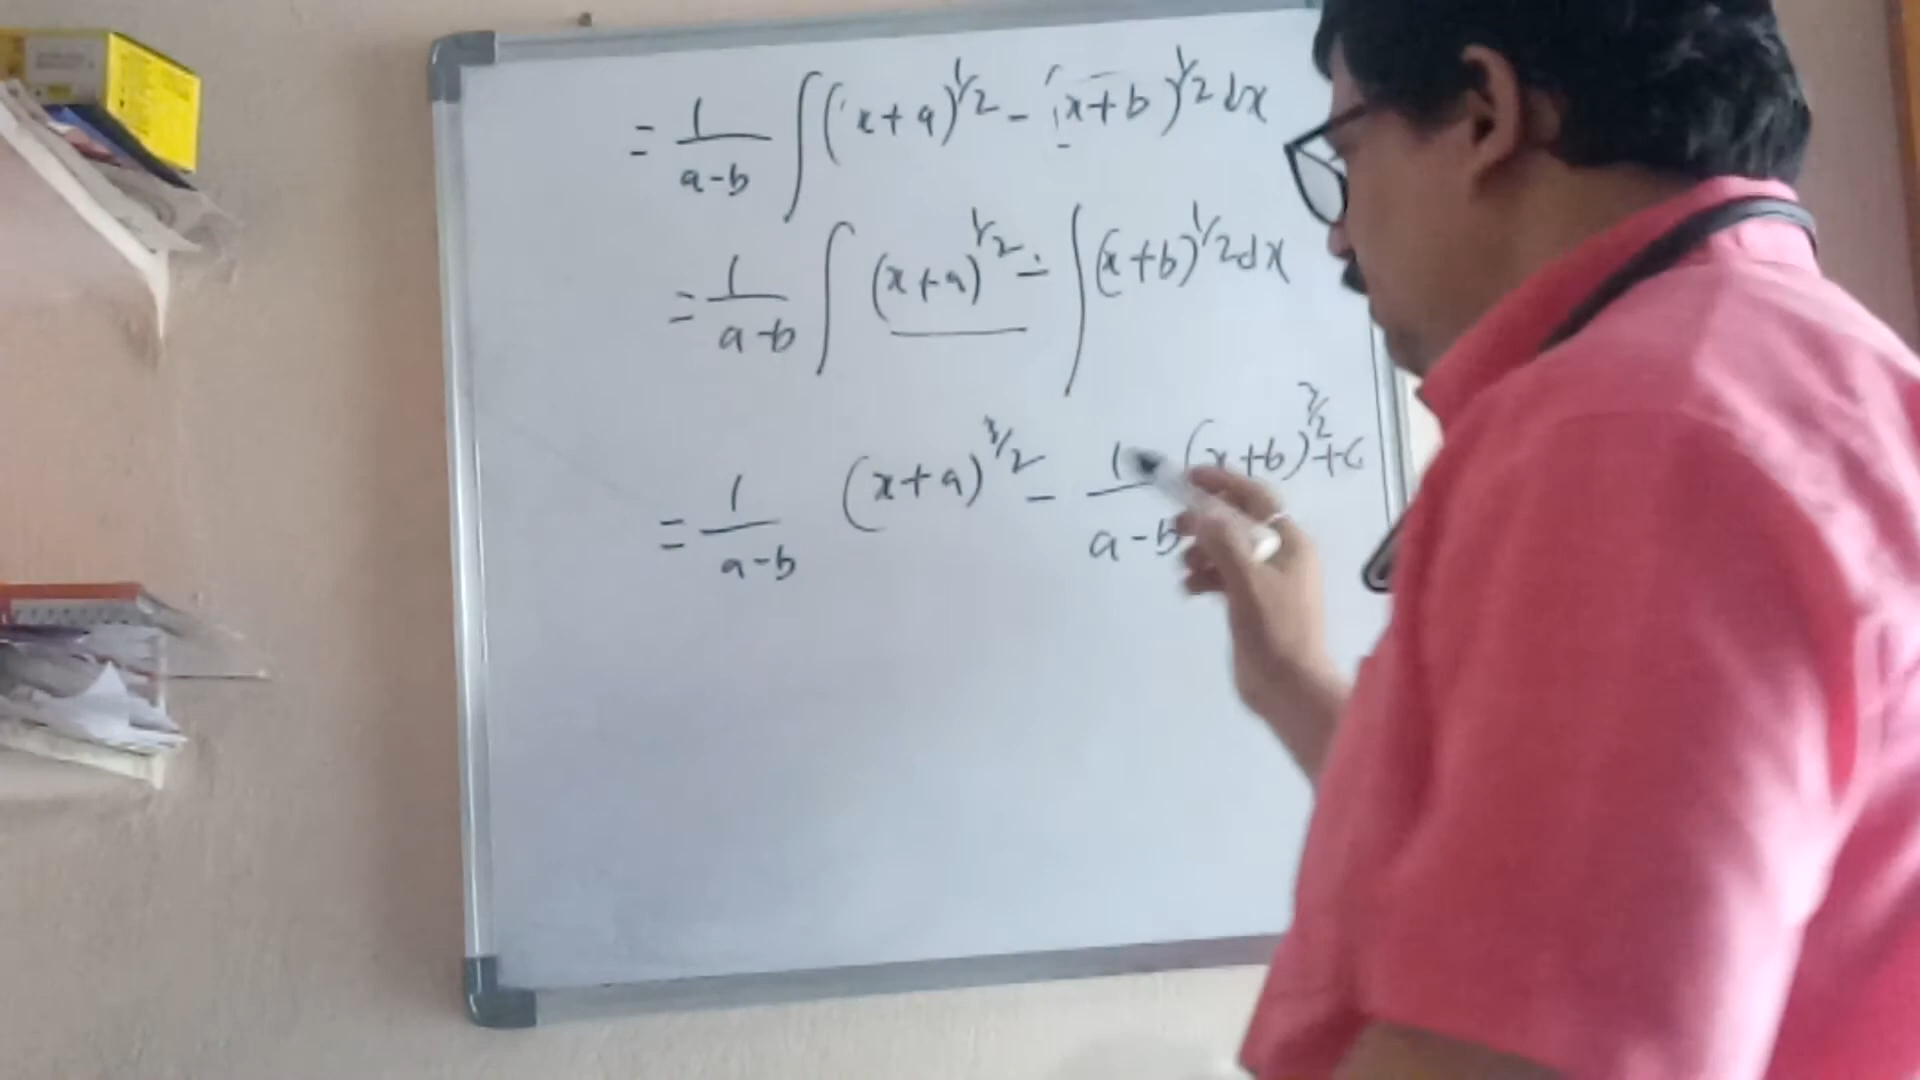 = 1/(a-b) ∫ (x+a)^1/2 - (x+b)^1/2 dx
= 1/(a-b) ∫ (x+a)^1/2 - ∫ (x+b)^1/2 dx
= 1/(a-b) (x+a)^3/2 - 1/(a-b) (x+b)^3/2 + C